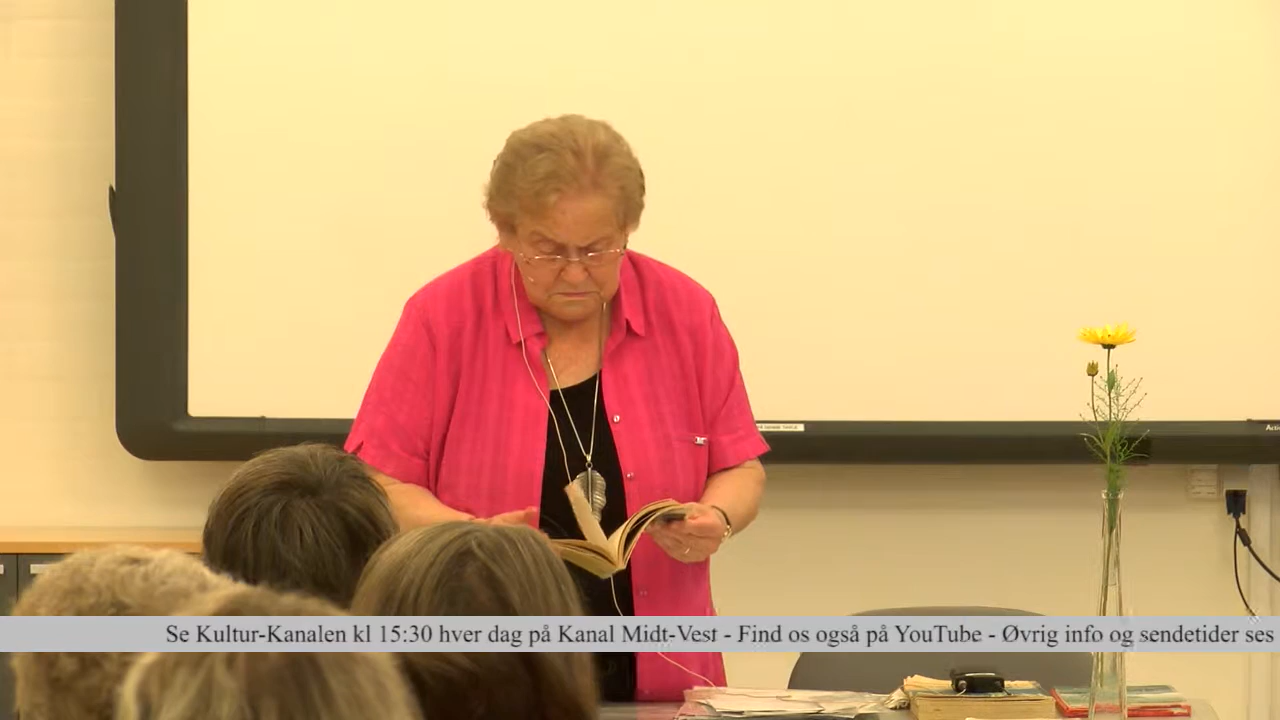 Se Kultur-Kanalen kl 15:30 hver dag på Kanal Midt-Vest - Find os også på YouTube - Øvrig info og sendetider ses